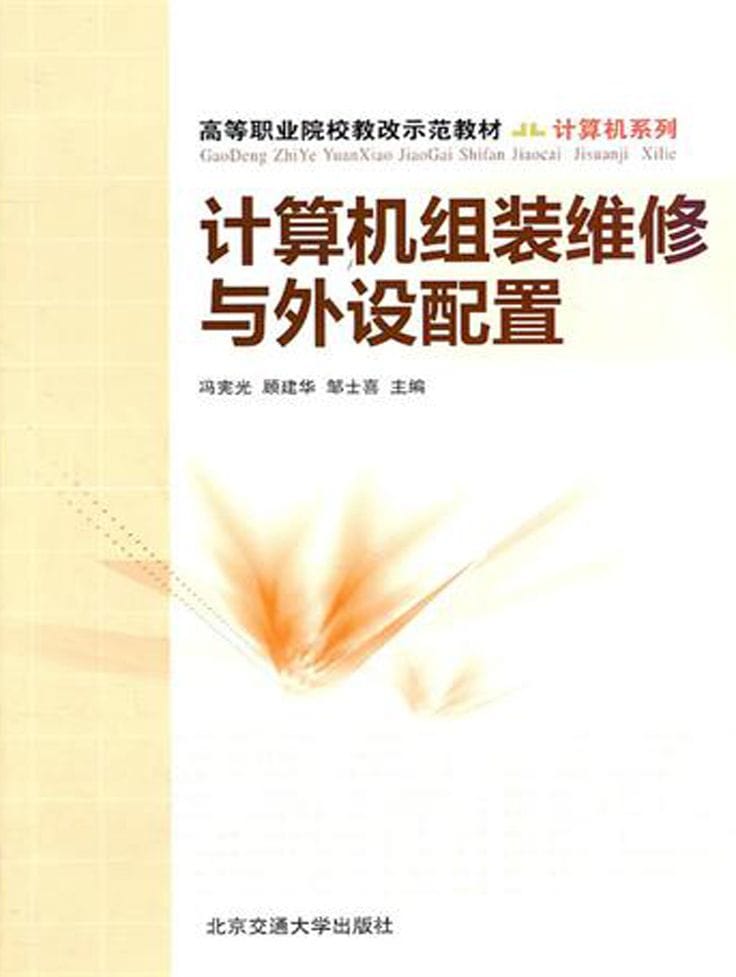 高等职业院校教改示范教材 计算机系列
GaoDeng ZhiYe YuanXiao JiaoGai Shifan Jiaocai Jisuanji Xilie
计算机组装维修
与外设配置
冯宪光 顾建华 邹士喜 主编
北京交通大学出版社